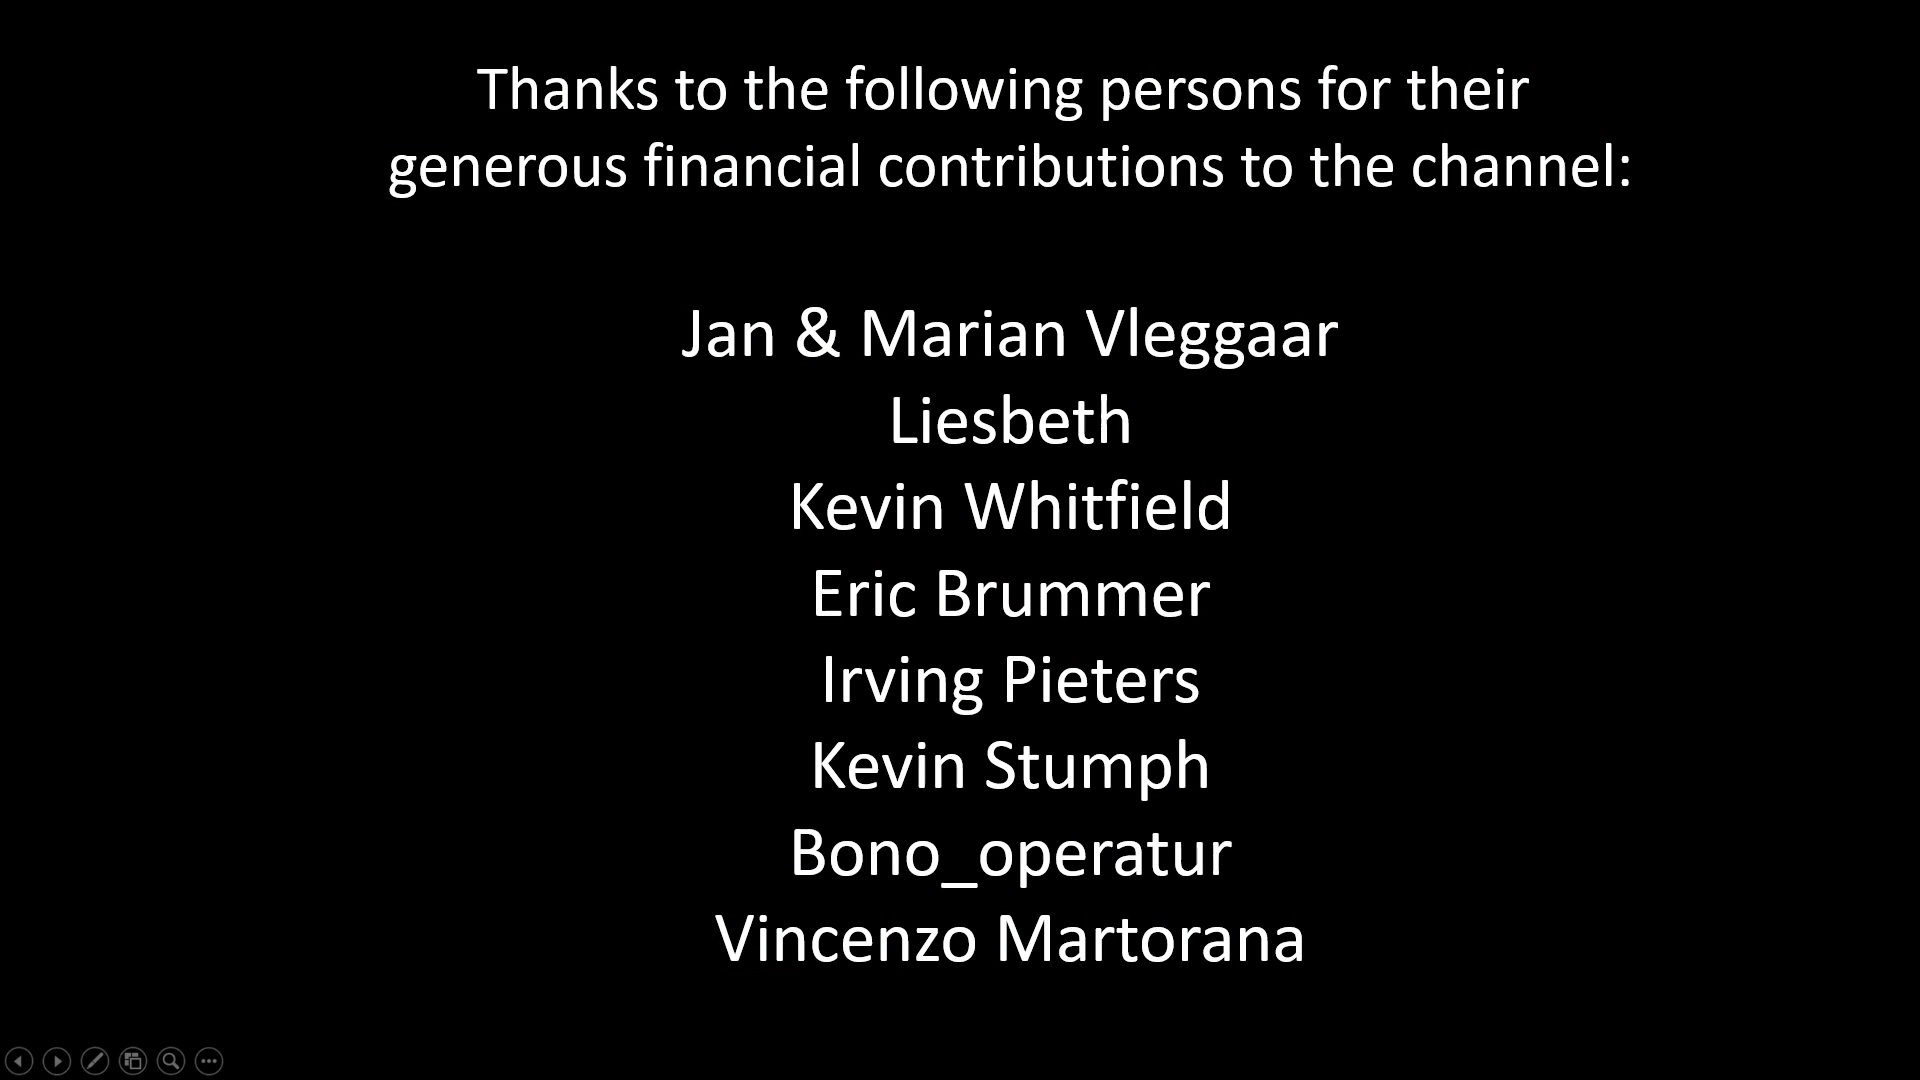 Thanks to the following persons for their
generous financial contributions to the channel:
Jan & Marian Vleggaar
Liesbeth
Kevin Whitfield
Eric Brummer
Irving Pieters
Kevin Stumph
Bono_operatur
Vincenzo Martorana